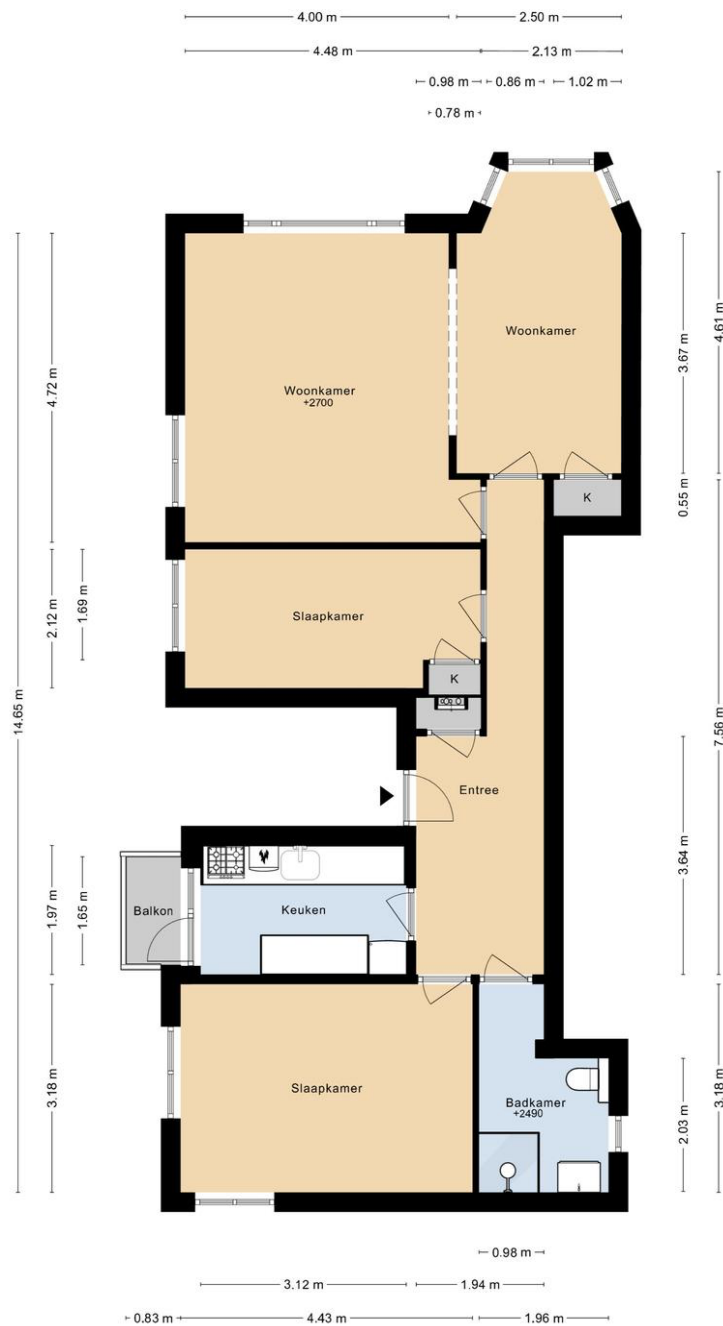 4.00 m
2.50 m
4.48 m
2.13 m
0.98 m
0.86 m
1.02 m
0.78 m
Woonkamer
Woonkamer
+2700
4.72 m
3.67 m
4.61 m
K
0.55 m
Slaapkamer
2.12 m
1.69 m
K
14.65 m
7.56 m
Entree
3.64 m
Balkon
Keuken
1.97 m
1.65 m
Slaapkamer
Badkamer
+2490
3.18 m
2.03 m
3.18 m
0.98 m
3.12 m
1.94 m
0.83 m
4.43 m
1.96 m